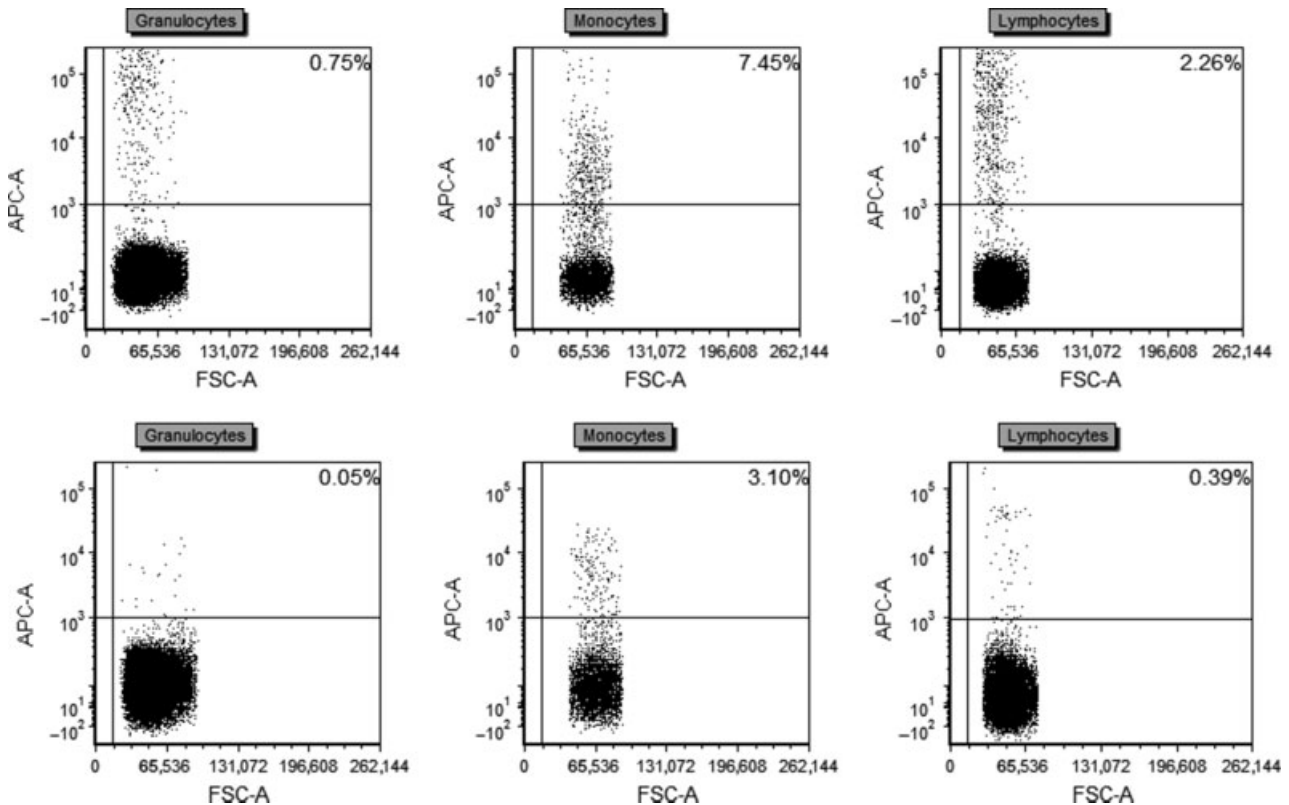 Granulocytes
Monocytes
Lymphocytes
0.75%
7.45%
2.26%
10⁵
10⁴
10³
10¹
−10²
10⁵
10⁴
10³
10¹
−10²
10⁵
10⁴
10³
10¹
−10²
APC-A
APC-A
APC-A
0 65,536 131,072 196,608 262,144
0 65,536 131,072 196,608 262,144
0 65,536 131,072 196,608 262,144
FSC-A
FSC-A
FSC-A
Granulocytes
Monocytes
Lymphocytes
0.05%
3.10%
0.39%
10⁵
10⁴
10³
10¹
−10²
10⁵
10⁴
10³
10¹
−10²
10⁵
10⁴
10³
10¹
−10²
APC-A
APC-A
APC-A
0 65,536 131,072 196,608 262,144
0 65,536 131,072 196,608 262,144
0 65,536 131,072 196,608 262,144
FSC-A
FSC-A
FSC-A